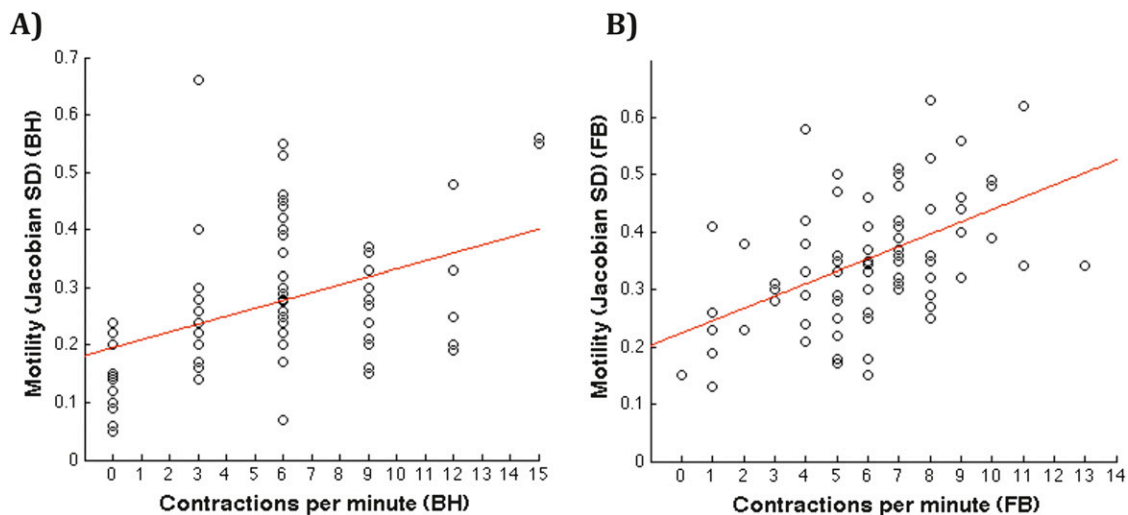 A)
Motility (Jacobian SD) (BH)
0.7
0.6
0.5
0.4
0.3
0.2
0.1
0
0 1 2 3 4 5 6 7 8 9 10 11 12 13 14 15
Contractions per minute (BH)
B)
Motility (Jacobian SD) (FB)
0.6
0.5
0.4
0.3
0.2
0.1
0
0 1 2 3 4 5 6 7 8 9 10 11 12 13 14
Contractions per minute (FB)